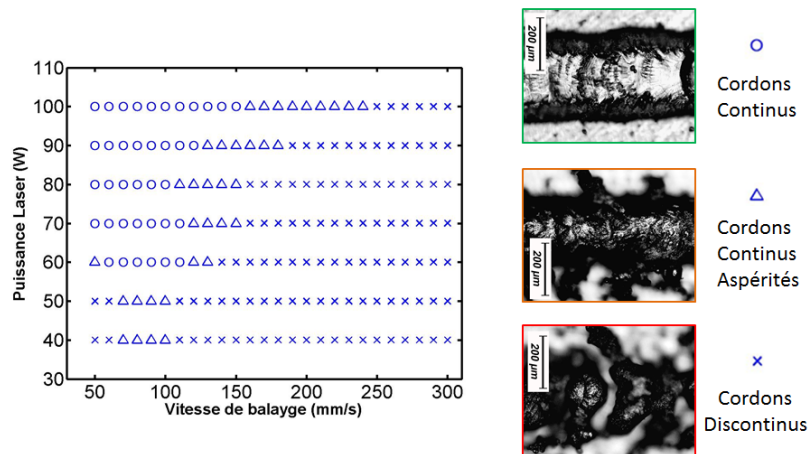 110
100
90
80
70
60
50
40
30
50
100
150
200
250
300
Puissance Laser (W)
Vitesse de balayge (mm/s)
200 µm
Cordons
Continus
200 µm
Cordons
Continus
Aspérités
200 µm
Cordons
Discontinus